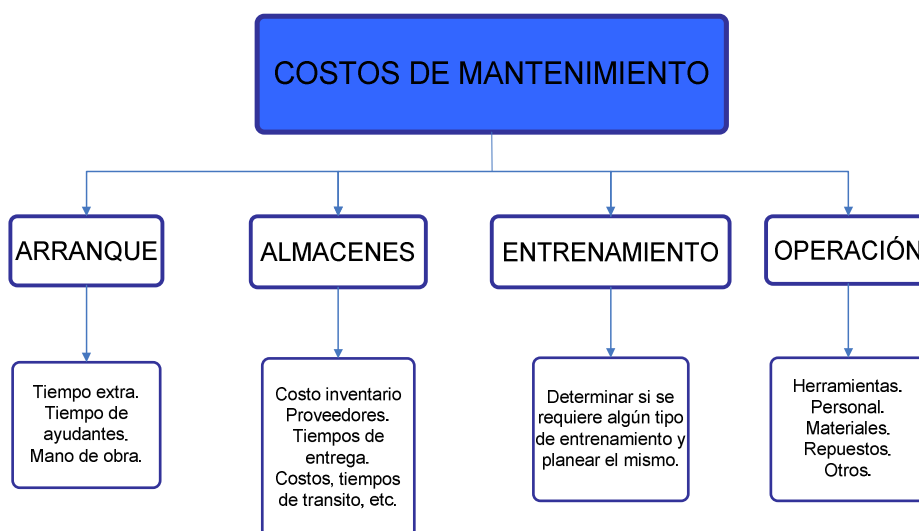 COSTOS DE MANTENIMIENTO
ARRANQUE
ALMACENES
ENTRENAMIENTO
OPERACIÓN
Tiempo extra.
Tiempo de
ayudantes.
Mano de obra.
Costo inventario
Proveedores.
Tiempos de
entrega.
Costos, tiempos
de transito, etc.
Determinar si se
requiere algún tipo
de entrenamiento y
planear el mismo.
Herramientas.
Personal.
Materiales.
Repuestos.
Otros.